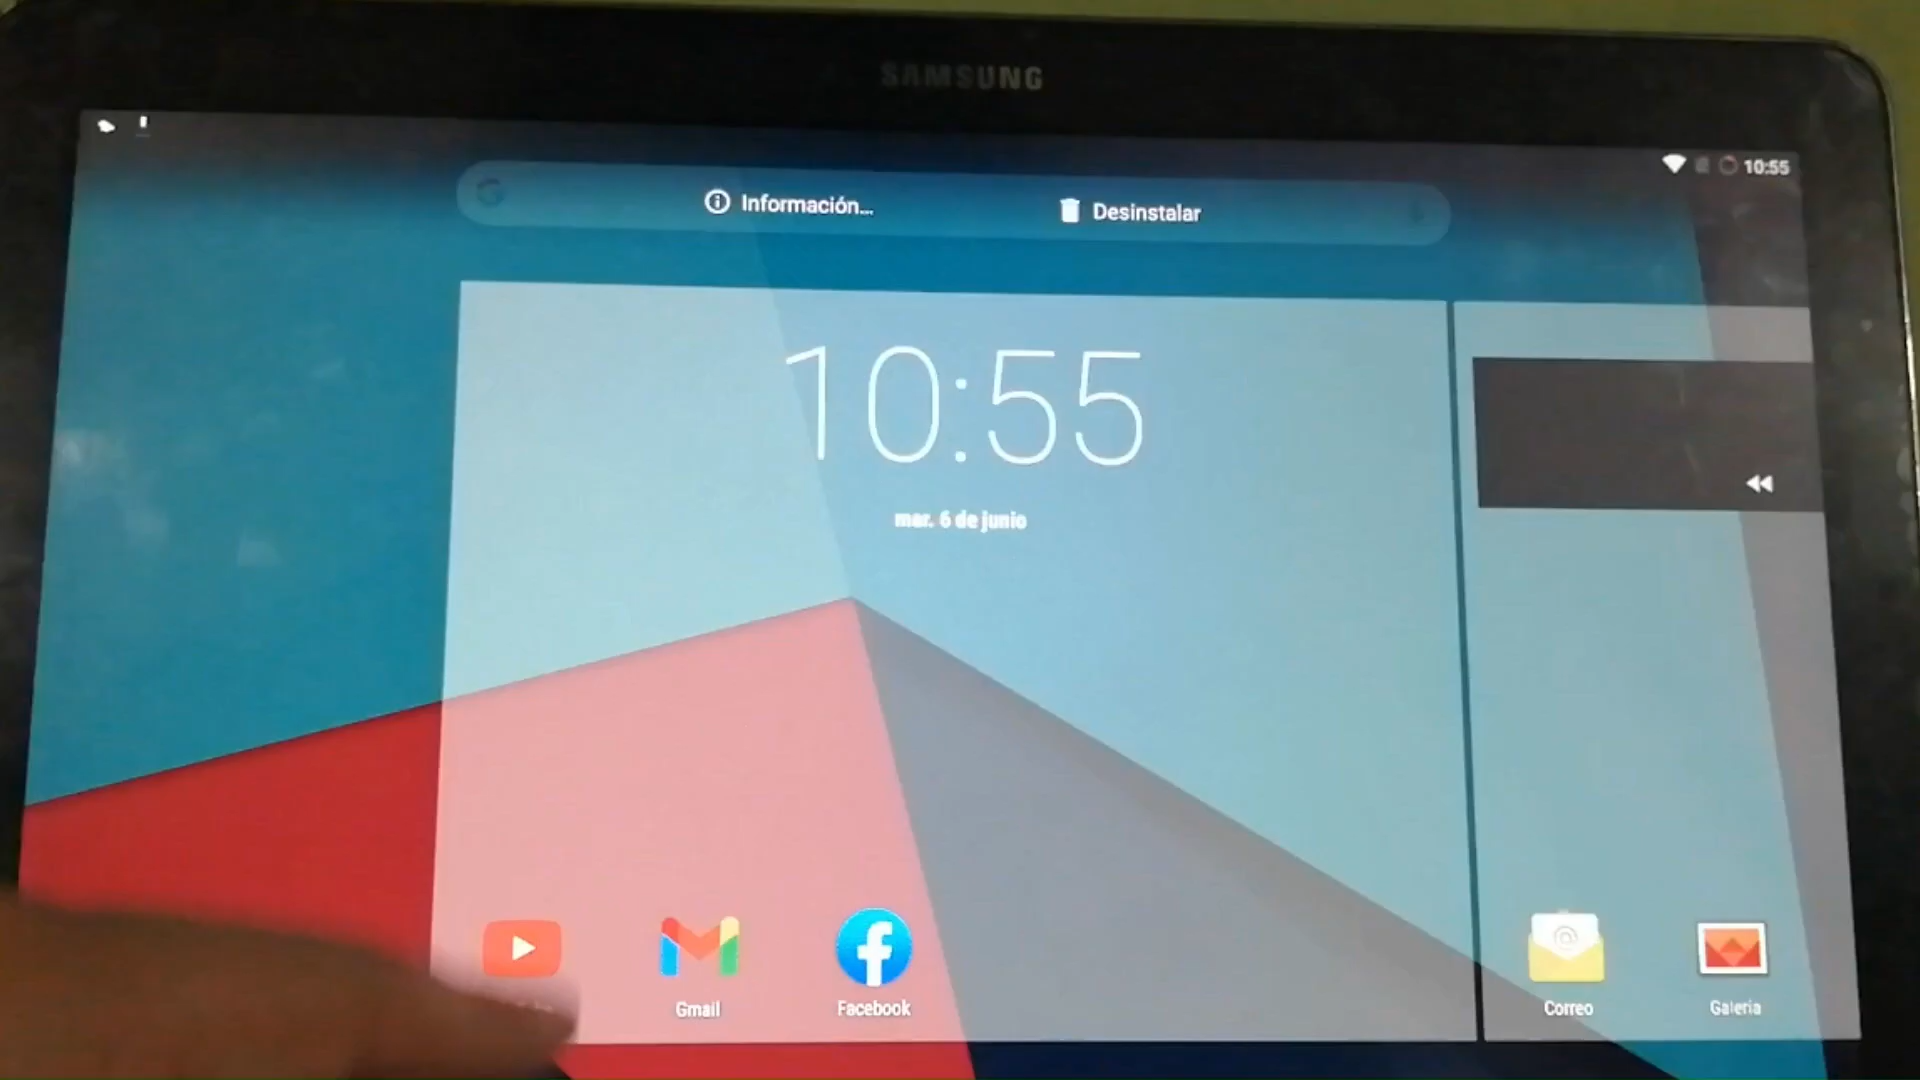 SAMSUNG
10:55
Información...
Desinstalar
10:55
mar. 6 de junio
Gmail
Facebook
Correo
Galería